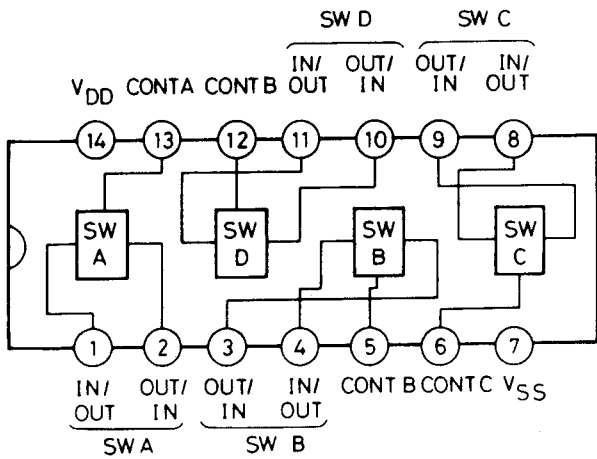 SW D SW C
IN/ OUT/ OUT/ IN/
V DD CONT A CONT B OUT IN IN OUT
14 13 12 11 10 9 8
SW SW SW SW
A D B C
1 2 3 4 5 6 7
IN/ OUT/ OUT/ IN/ CONT B CONT C V SS
OUT IN IN OUT
SW A SW B